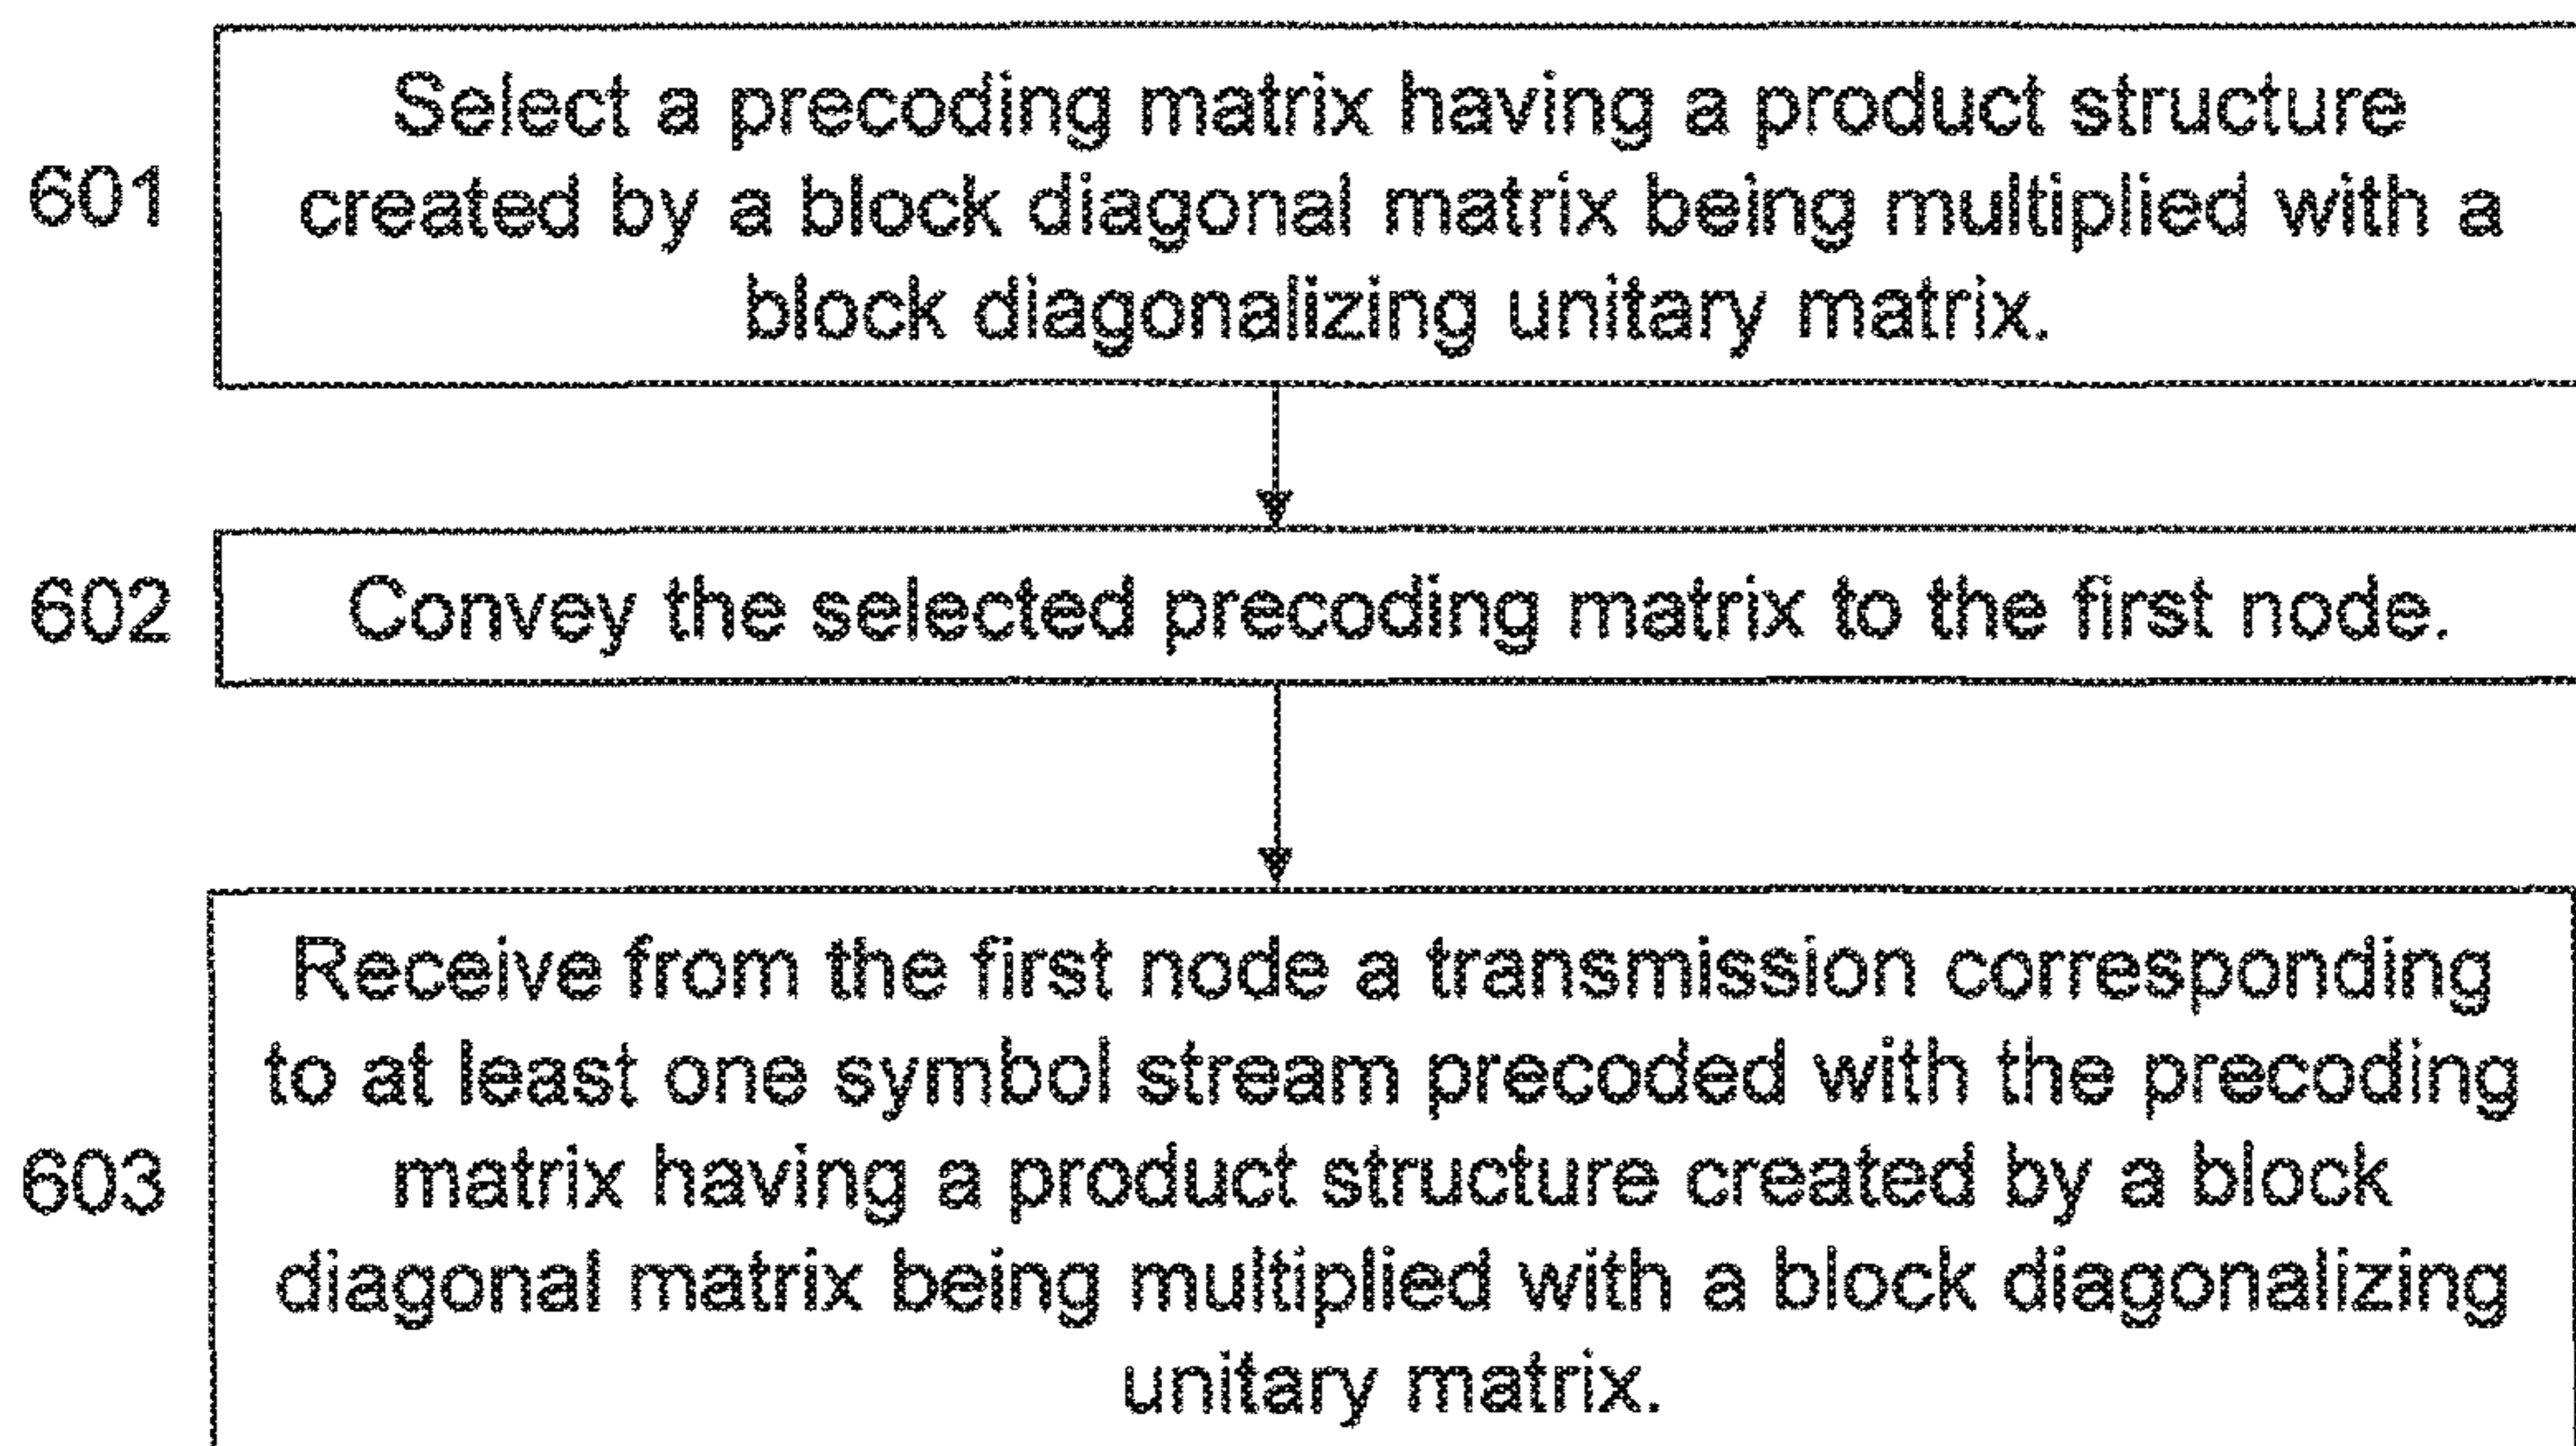 Select a precoding matrix having a product structure
601
created by a block diagonal matrix being multiplied with a
block diagonalizing unitary matrix.
602
Convey the selected precoding matrix to the first node.
Receive from the first node a transmission corresponding
to at least one symbol stream precoded with the precoding
603
matrix having a product structure created by a block
diagonal matrix being multiplied with a block diagonalizing
unitary matrix.